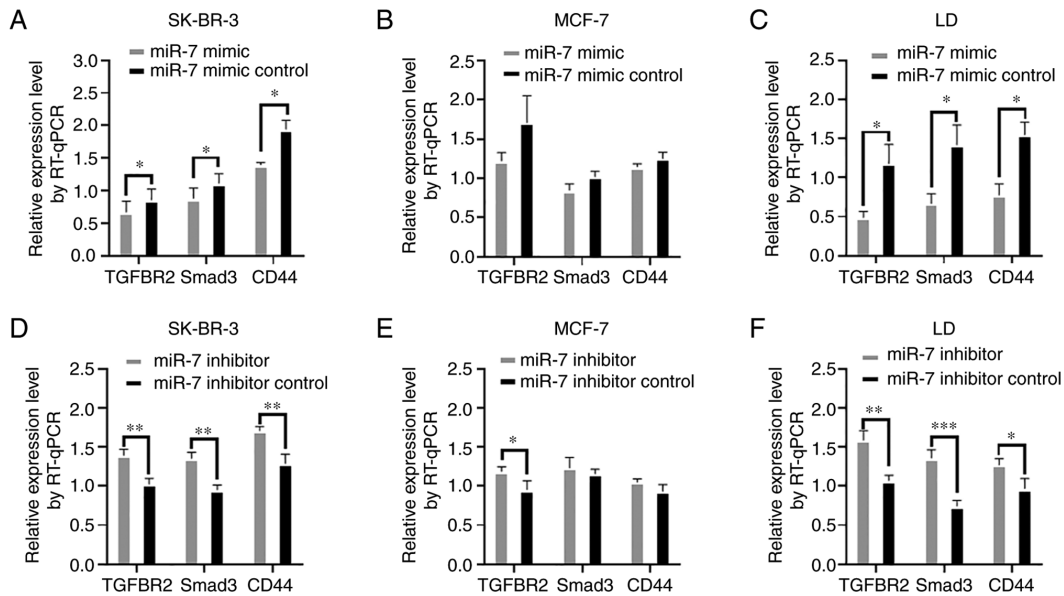 A
SK-BR-3
miR-7 mimic
miR-7 mimic control
Relative expression level
by RT-qPCR
3.0
2.5
2.0
1.5
1.0
0.5
0.0
*
*
*
TGFBR2 Smad3 CD44
B
MCF-7
miR-7 mimic
miR-7 mimic control
Relative expression level
by RT-qPCR
2.5
2.0
1.5
1.0
0.5
0.0
TGFBR2 Smad3 CD44
C
LD
miR-7 mimic
miR-7 mimic control
Relative expression level
by RT-qPCR
2.5
2.0
1.5
1.0
0.5
0.0
*
*
*
TGFBR2 Smad3 CD44
D
SK-BR-3
miR-7 inhibitor
miR-7 inhibitor control
Relative expression level
by RT-qPCR
2.5
2.0
1.5
1.0
0.5
0.0
**
**
**
TGFBR2 Smad3 CD44
E
MCF-7
miR-7 inhibitor
miR-7 inhibitor control
Relative expression level
by RT-qPCR
2.5
2.0
1.5
1.0
0.5
0.0
*
TGFBR2 Smad3 CD44
F
LD
miR-7 inhibitor
miR-7 inhibitor control
Relative expression level
by RT-qPCR
2.5
2.0
1.5
1.0
0.5
0.0
**
***
*
TGFBR2 Smad3 CD44